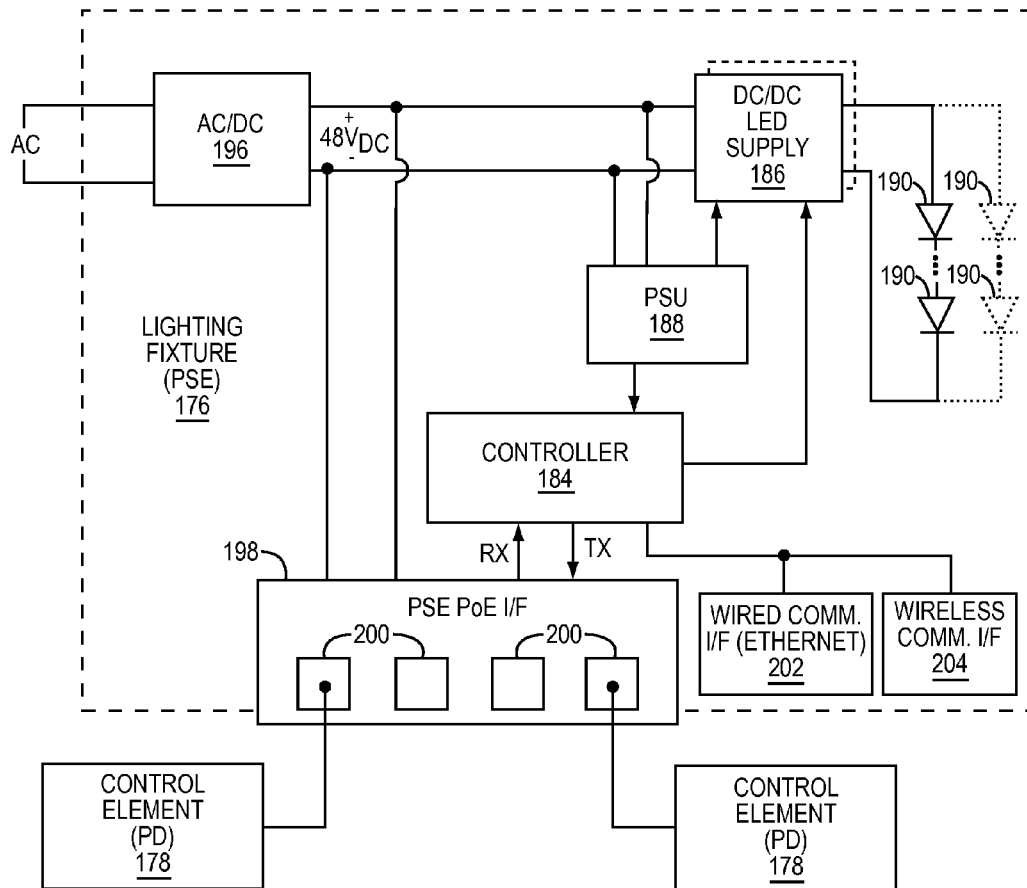 AC
AC/DC
196
+
48VDC
-
DC/DC
LED
SUPPLY
186
190
190
190
190
PSU
188
LIGHTING
FIXTURE
(PSE)
176
CONTROLLER
184
RX
TX
198
PSE PoE I/F
200
200
WIRED COMM.
I/F (ETHERNET)
202
WIRELESS
COMM. I/F
204
CONTROL
ELEMENT
(PD)
178
CONTROL
ELEMENT
(PD)
178